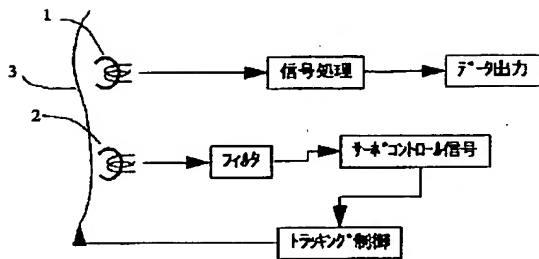 1
3
信号処理
データ出力
2
フィルタ
サーボコントロール信号
トラッキング制御